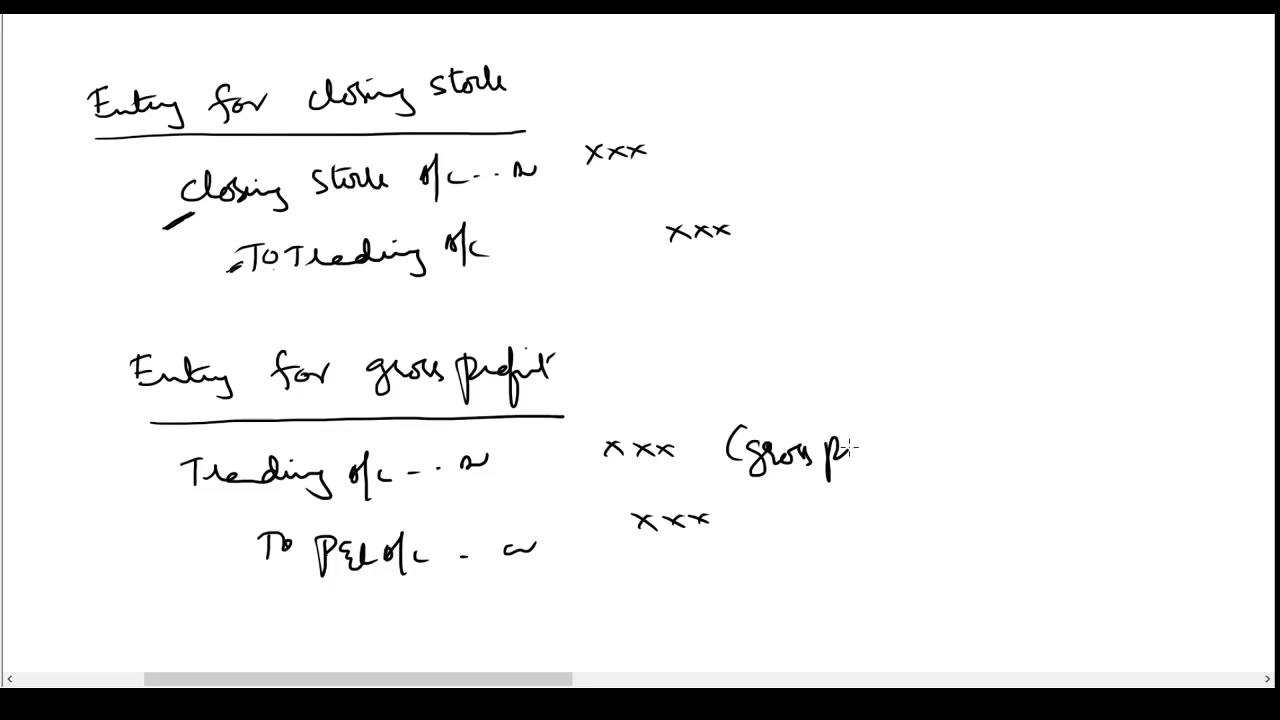 Entry for closing stock
closing stock A/c -.. Dr xxx
To Trading A/c xxx
Entry for gross profit
Trading A/c -.. Dr xxx (gross p
To P&L A/c - Cr xxx